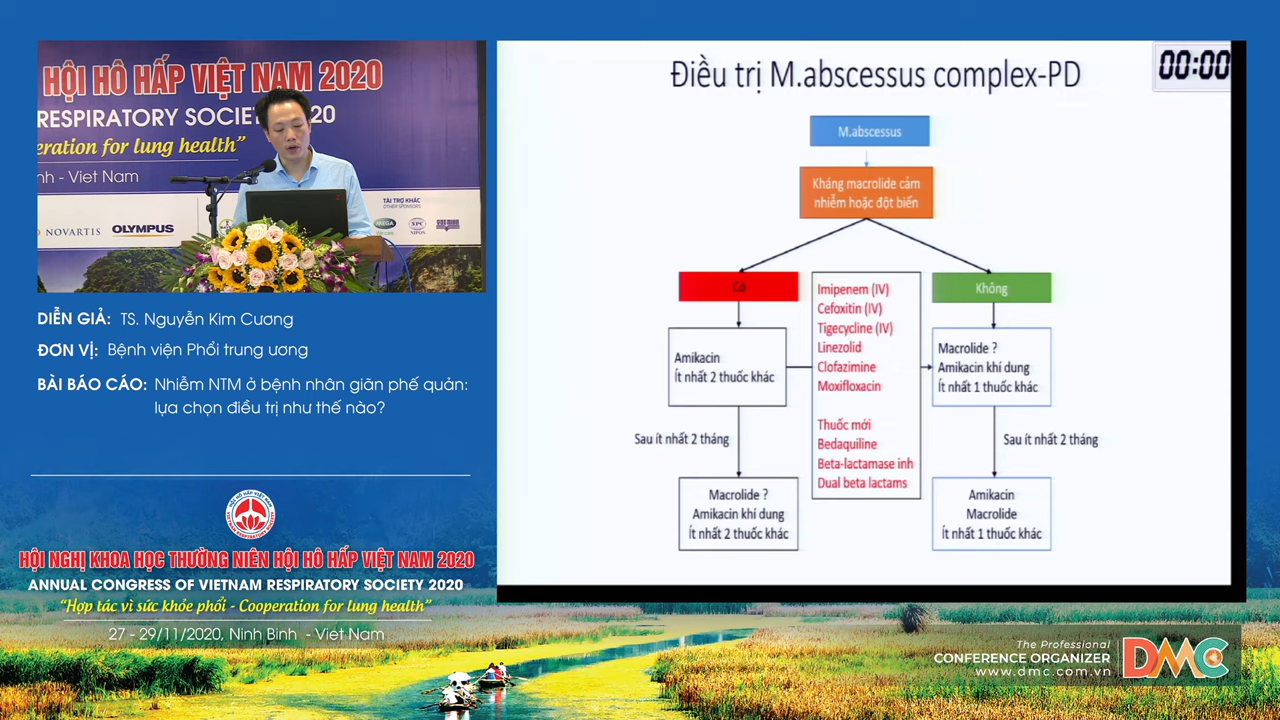 HỘI HÔ HẤP VIỆT NAM 2020
RESPIRATORY SOCIETY 2020
eration for lung health”
nh - Viet Nam
TÀI TRỢ KHÁC
OTHER SPONSORS
NOVARTIS
OLYMPUS
MEGA
NIPON
DIỄN GIẢ: TS. Nguyễn Kim Cương
ĐƠN VỊ: Bệnh viện Phổi trung ương
BÀI BÁO CÁO: Nhiễm NTM ở bệnh nhân giãn phế quản:
lựa chọn điều trị như thế nào?
HỘI NGHỊ KHOA HỌC THƯỜNG NIÊN HỘI HÔ HẤP VIỆT NAM 2020
ANNUAL CONGRESS OF VIETNAM RESPIRATORY SOCIETY 2020
“Hợp tác vì sức khỏe phổi - Cooperation for lung health”
27 - 29/11/2020, Ninh Bình - Việt Nam
Điều trị M.abscessus complex-PD
00:00
M.abscessus
Kháng macrolide cảm
nhiễm hoặc đột biến
Có
Không
Imipenem (IV)
Cefoxitin (IV)
Tigecycline (IV)
Linezolid
Clofazimin
Moxifloxacin
Thuốc mới
Bedaquiline
Beta-lactamase inh
Dual beta lactams
Amikacin
Ít nhất 2 thuốc khác
Macrolide ?
Amikacin khí dung
Ít nhất 1 thuốc khác
Sau ít nhất 2 tháng
Sau ít nhất 2 tháng
Macrolide ?
Amikacin khí dung
Ít nhất 2 thuốc khác
Amikacin
Macrolide
Ít nhất 1 thuốc khác
The Professional
CONFERENCE ORGANIZER
www.dmc.com.vn
DMC